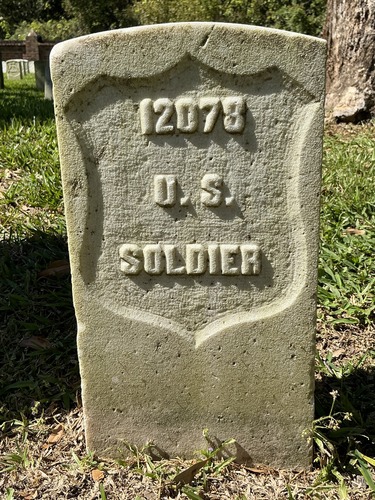 12078
U. S.
SOLDIER